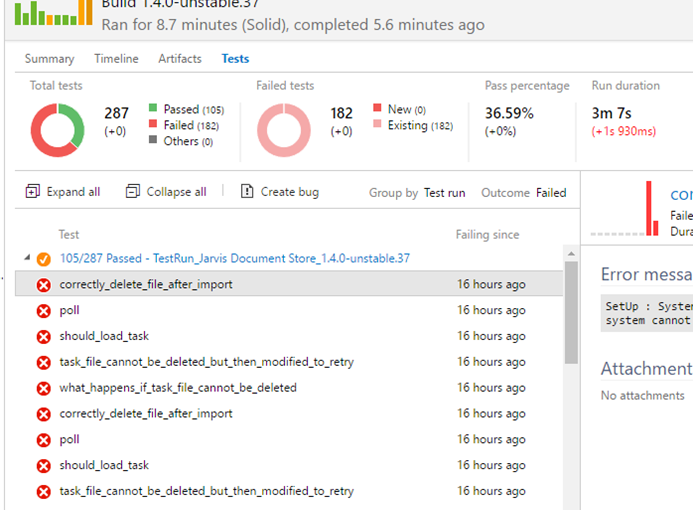 Build 1.4.0-unstable.37
Ran for 8.7 minutes (Solid), completed 5.6 minutes ago
Summary Timeline Artifacts Tests
Total tests Failed tests Pass percentage Run duration
287 (+0)
Passed (105)
Failed (182)
Others (0)
182 (+0)
New (0)
Existing (182)
36.59% (+0%)
3m 7s (+1s 930ms)
Expand all Collapse all Create bug Group by Test run Outcome Failed
Test Failing since
105/287 Passed - TestRun_Jarvis Document Store_1.4.0-unstable.37
correctly_delete_file_after_import 16 hours ago
poll 16 hours ago
should_load_task 16 hours ago
task_file_cannot_be_deleted_but_then_modified_to_retry 16 hours ago
what_happens_if_task_file_cannot_be_deleted 16 hours ago
correctly_delete_file_after_import 16 hours ago
poll 16 hours ago
should_load_task 16 hours ago
task_file_cannot_be_deleted_but_then_modified_to_retry 16 hours ago
Error messa
SetUp : System
system cannot
Attachment
No attachments